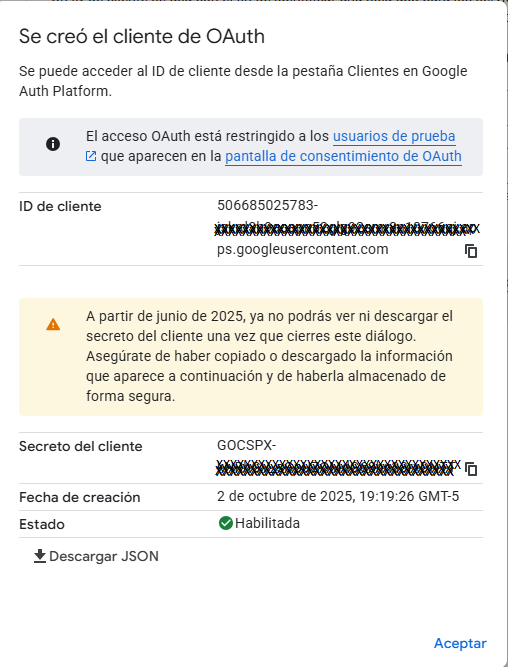 Se creó el cliente de OAuth
Se puede acceder al ID de cliente desde la pestaña Clientes en Google
Auth Platform.
El acceso OAuth está restringido a los usuarios de prueba
que aparecen en la pantalla de consentimiento de OAuth
ID de cliente
506685025783-
ps.googleusercontent.com
A partir de junio de 2025, ya no podrás ver ni descargar el
secreto del cliente una vez que cierres este diálogo.
Asegúrate de haber copiado o descargado la información
que aparece a continuación y de haberla almacenado de
forma segura.
Secreto del cliente
GOCSPX-
Fecha de creación 2 de octubre de 2025, 19:19:26 GMT-5
Estado Habilitada
Descargar JSON
Aceptar